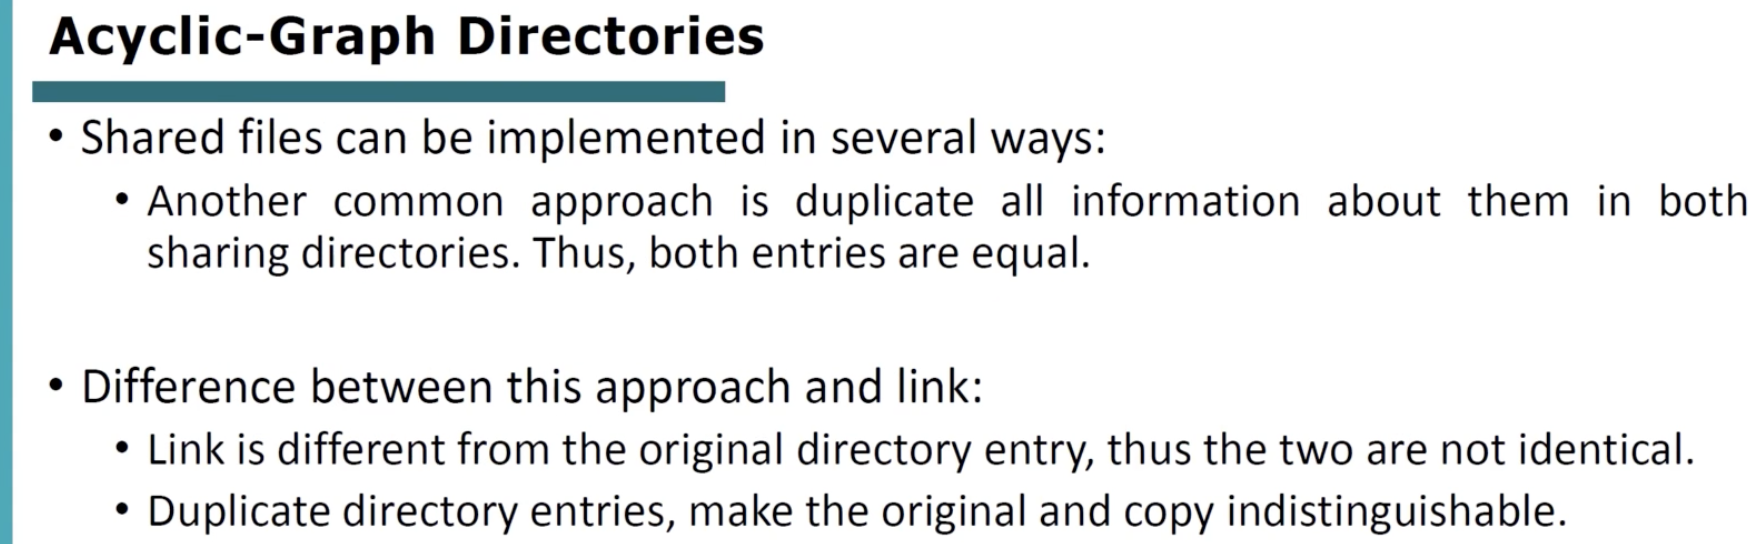 Acyclic-Graph Directories
• Shared files can be implemented in several ways:
• Another common approach is duplicate all information about them in both
sharing directories. Thus, both entries are equal.
• Difference between this approach and link:
• Link is different from the original directory entry, thus the two are not identical.
• Duplicate directory entries, make the original and copy indistinguishable.